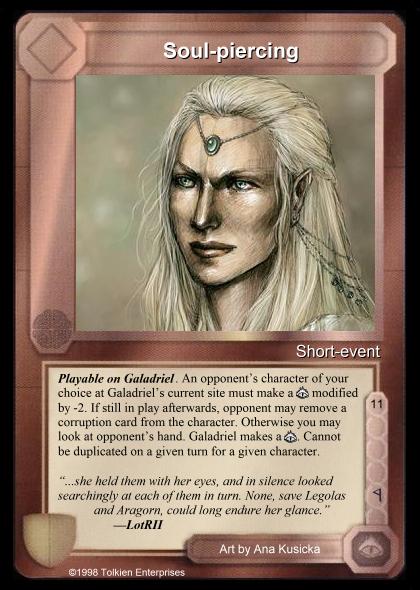 Soul-piercing
Short-event
Playable on Galadriel. An opponent's character of your
choice at Galadriel's current site must make a modified
by -2. If still in play afterwards, opponent may remove a
corruption card from the character. Otherwise you may
look at opponent's hand. Galadriel makes a . Cannot
be duplicated on a given turn for a given character.
“...she held them with her eyes, and in silence looked
searchingly at each of them in turn. None, save Legolas
and Aragorn, could long endure her glance.”
—LotRII
11
Art by Ana Kusicka
©1998 Tolkien Enterprises